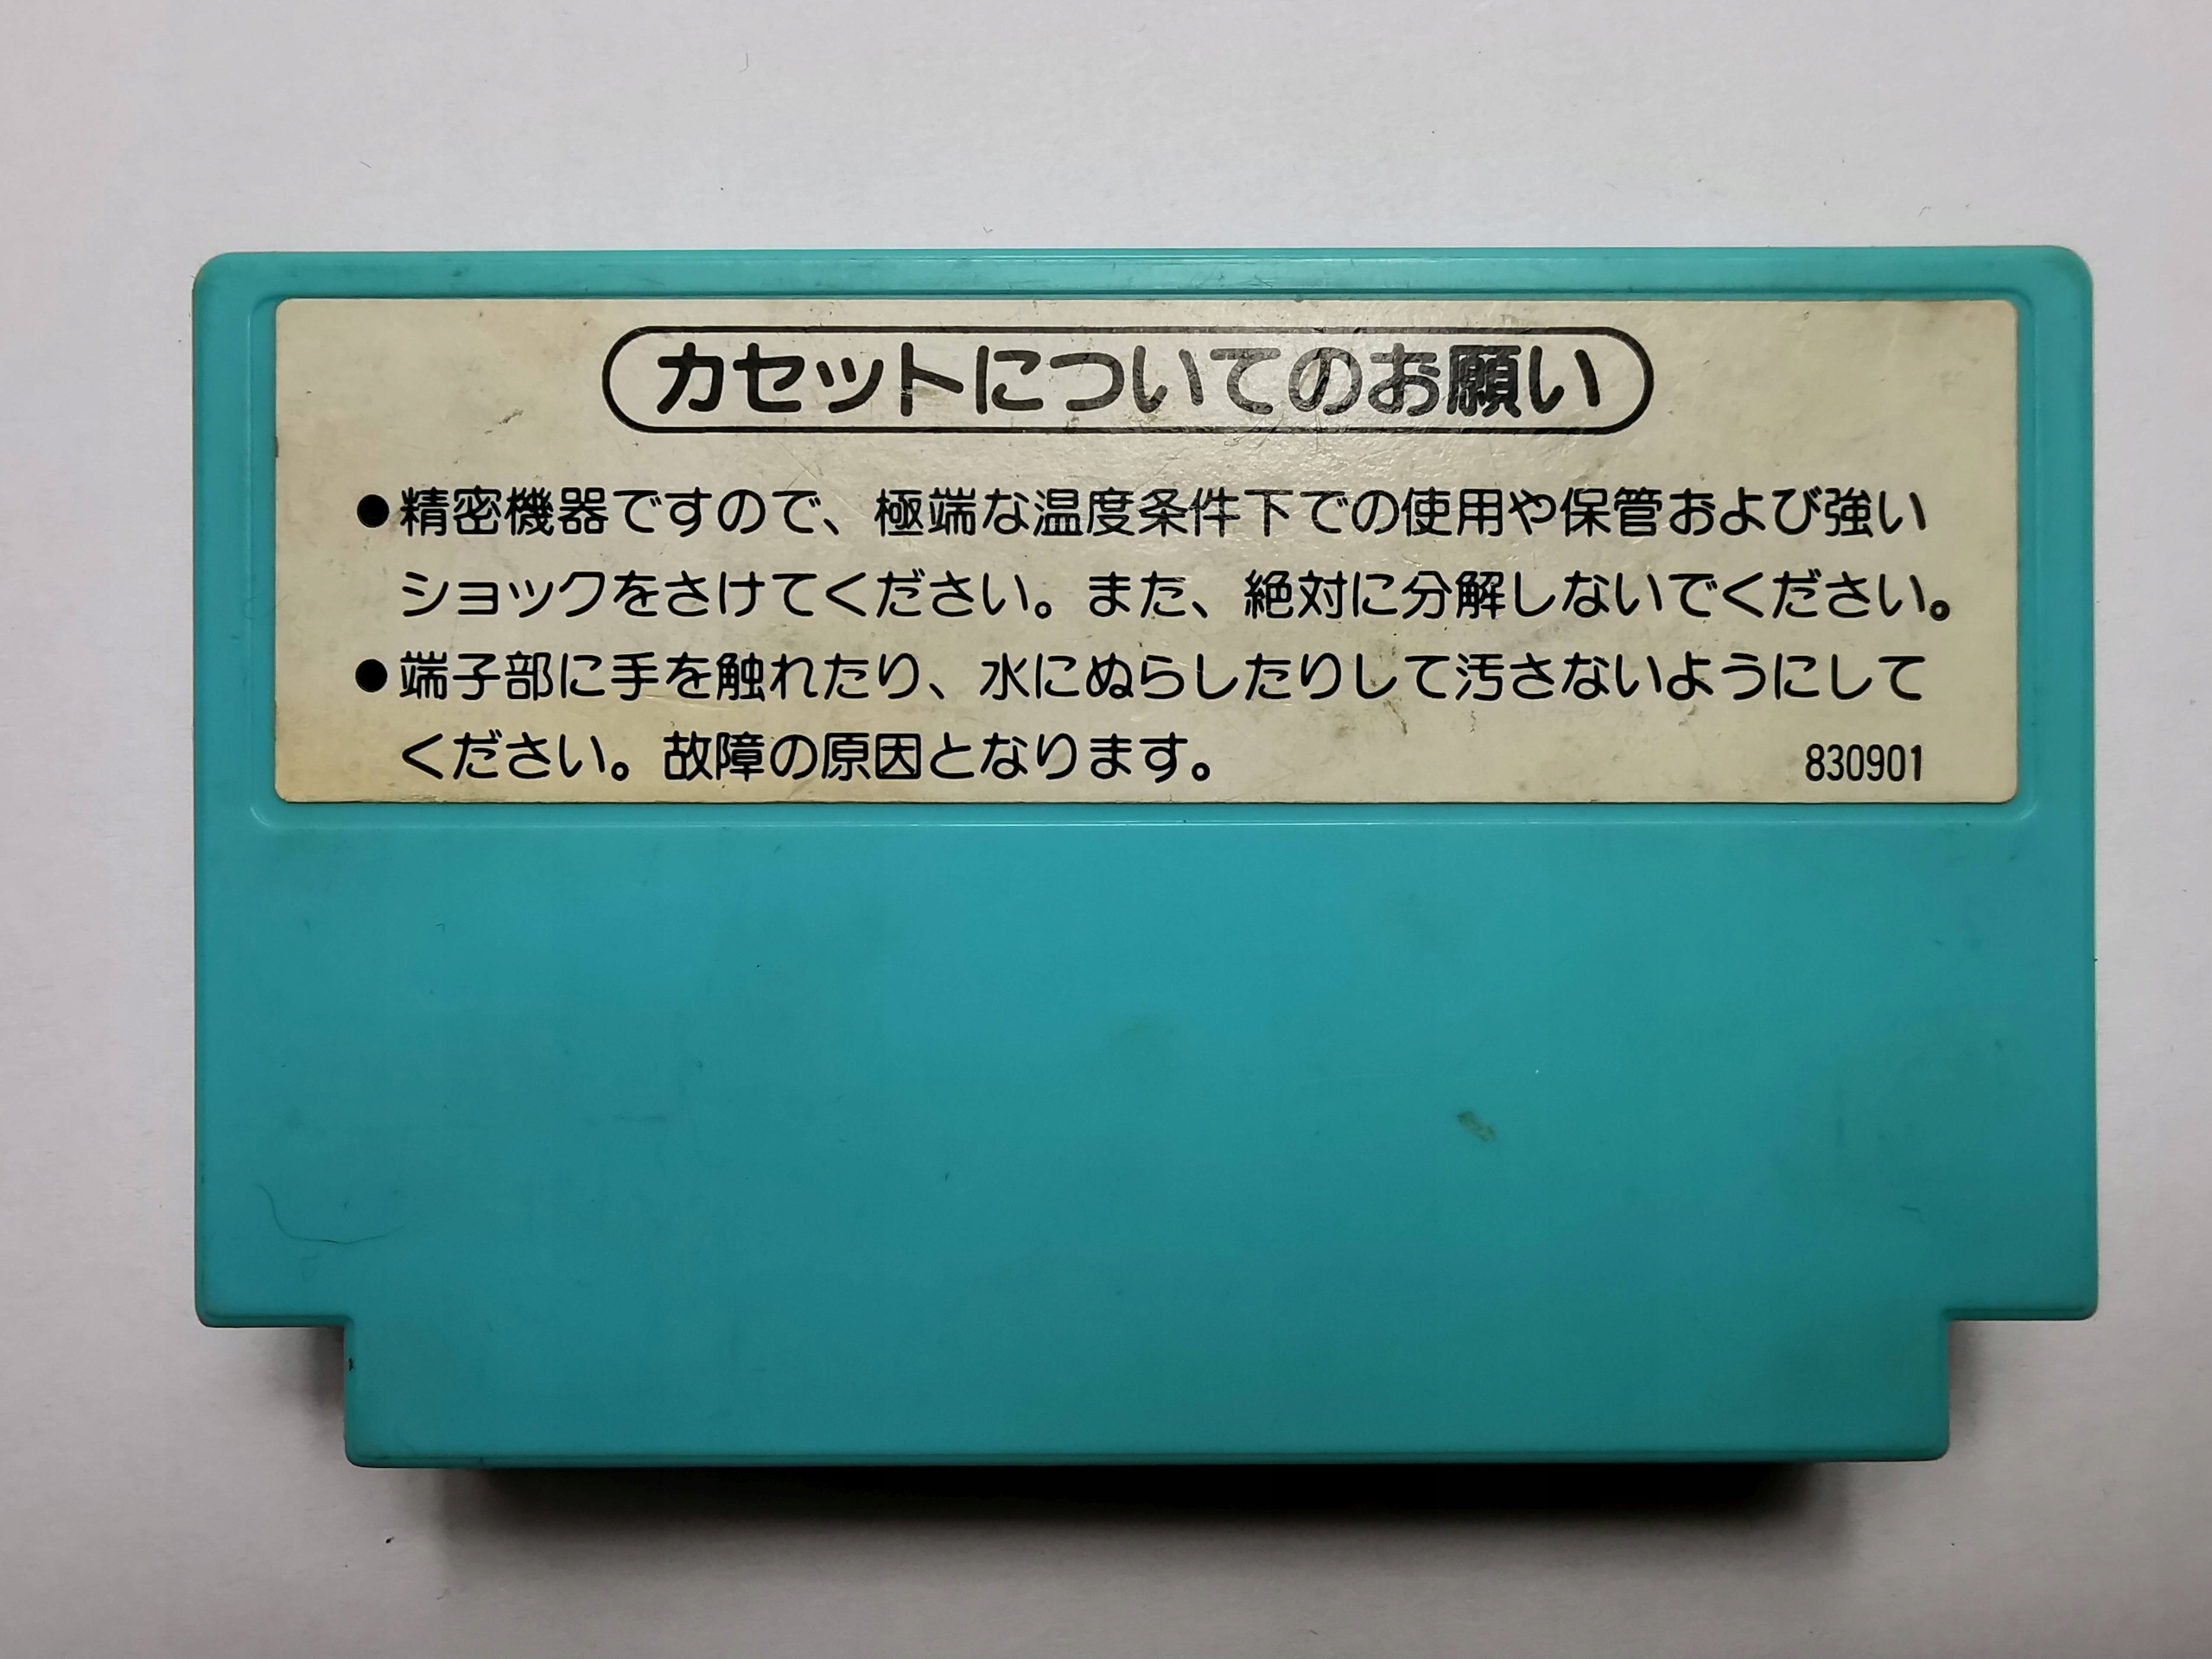 カセットについてのお願い
●精密機器ですので、極端な温度条件下での使用や保管および強い
ショックをさけてください。また、絶対に分解しないでください。
●端子部に手を触れたり、水にぬらしたりして汚さないようにして
ください。故障の原因となります。
830901